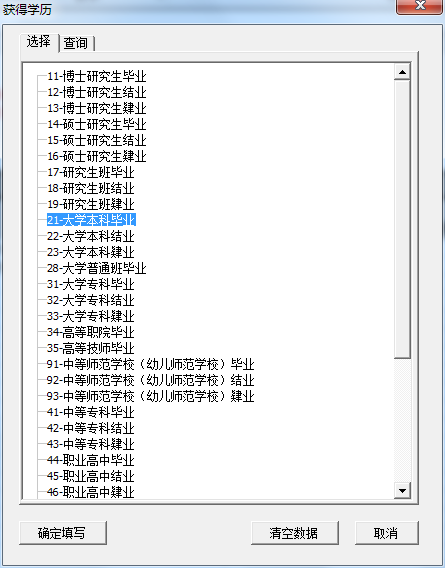 获得学历
选择 查询
11-博士研究生毕业
12-博士研究生结业
13-博士研究生肄业
14-硕士研究生毕业
15-硕士研究生结业
16-硕士研究生肄业
17-研究生班毕业
18-研究生班结业
19-研究生班肄业
21-大学本科毕业
22-大学本科结业
23-大学本科肄业
28-大学普通班毕业
31-大学专科毕业
32-大学专科结业
33-大学专科肄业
34-高等职院毕业
35-高等技师毕业
91-中等师范学校（幼儿师范学校）毕业
92-中等师范学校（幼儿师范学校）结业
93-中等师范学校（幼儿师范学校）肄业
41-中等专科毕业
42-中等专科结业
43-中等专科肄业
44-职业高中毕业
45-职业高中结业
46-职业高中肄业
确定填写 清空数据 取消